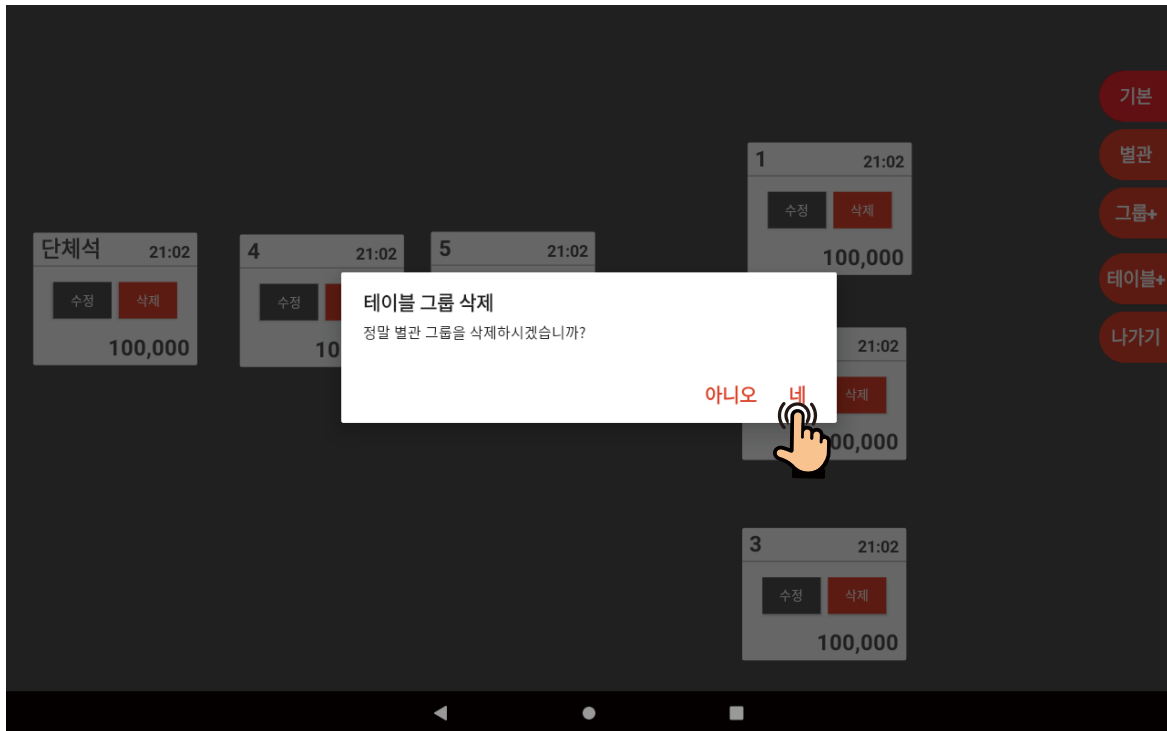 기본
별관
그룹+
테이블+
나가기
1 21:02
수정 삭제
100,000
단체석 21:02
수정 삭제
100,000
4 21:02
수정
10
5 21:02
테이블 그룹 삭제
정말 별관 그룹을 삭제하시겠습니까?
아니오 네
21:02
삭제
00,000
3 21:02
수정 삭제
100,000